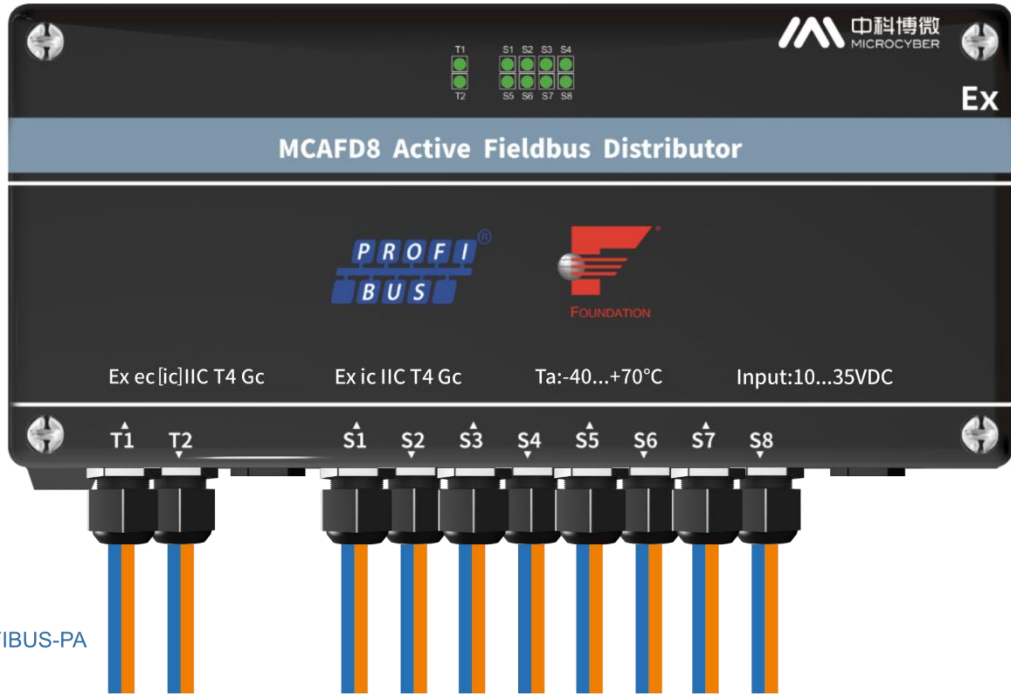 中科博微
MICROCYBER
T1 S1 S2 S3 S4
T2 S5 S6 S7 S8
Ex
MCAFD8 Active Fieldbus Distributor
PROFI®
BUS
FOUNDATION
Ex ec[ic]IIC T4 Gc Ex ic IIC T4 Gc Ta:-40...+70°C Input:10...35VDC
T1 T2 S1 S2 S3 S4 S5 S6 S7 S8
IBUS-PA